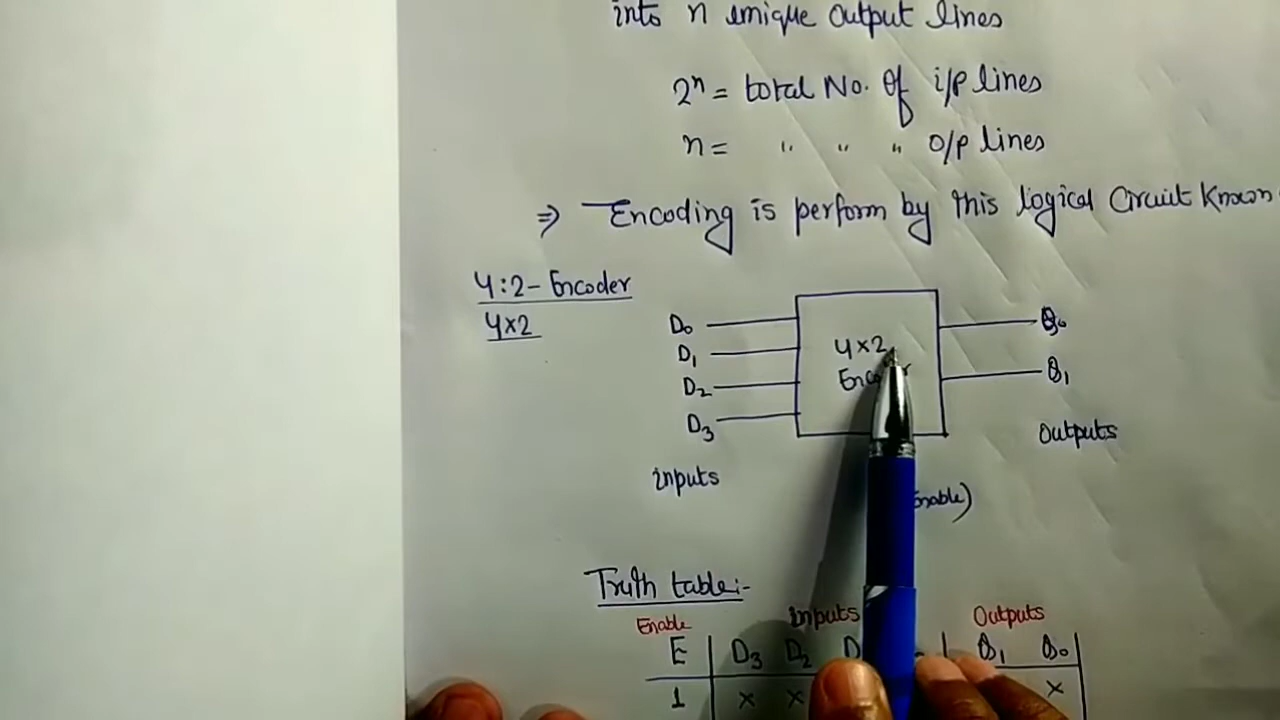 into n unique output lines
2ⁿ = total No. of i/p lines
n = " " " o/p lines
⇒ Encoding is perform by this logical Circuit Known
4:2 - Encoder
4×2
D₀
D₁
D₂
D₃
inputs
4×2
Q₀
Q₁
Outputs
Truth table:-
Enable inputs Outputs
E D₃ D₂ Q₁ Q₀
1 × × ×